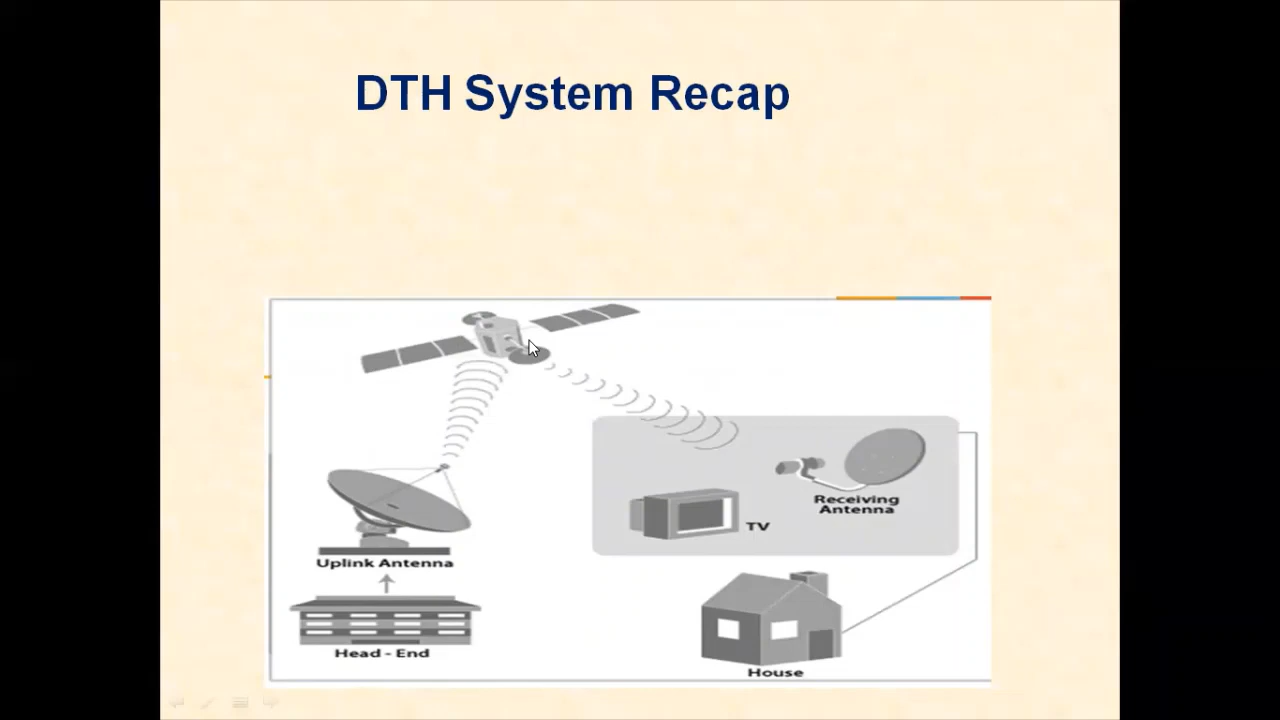 DTH System Recap
Receiving
Antenna
TV
Uplink Antenna
Head - End
House